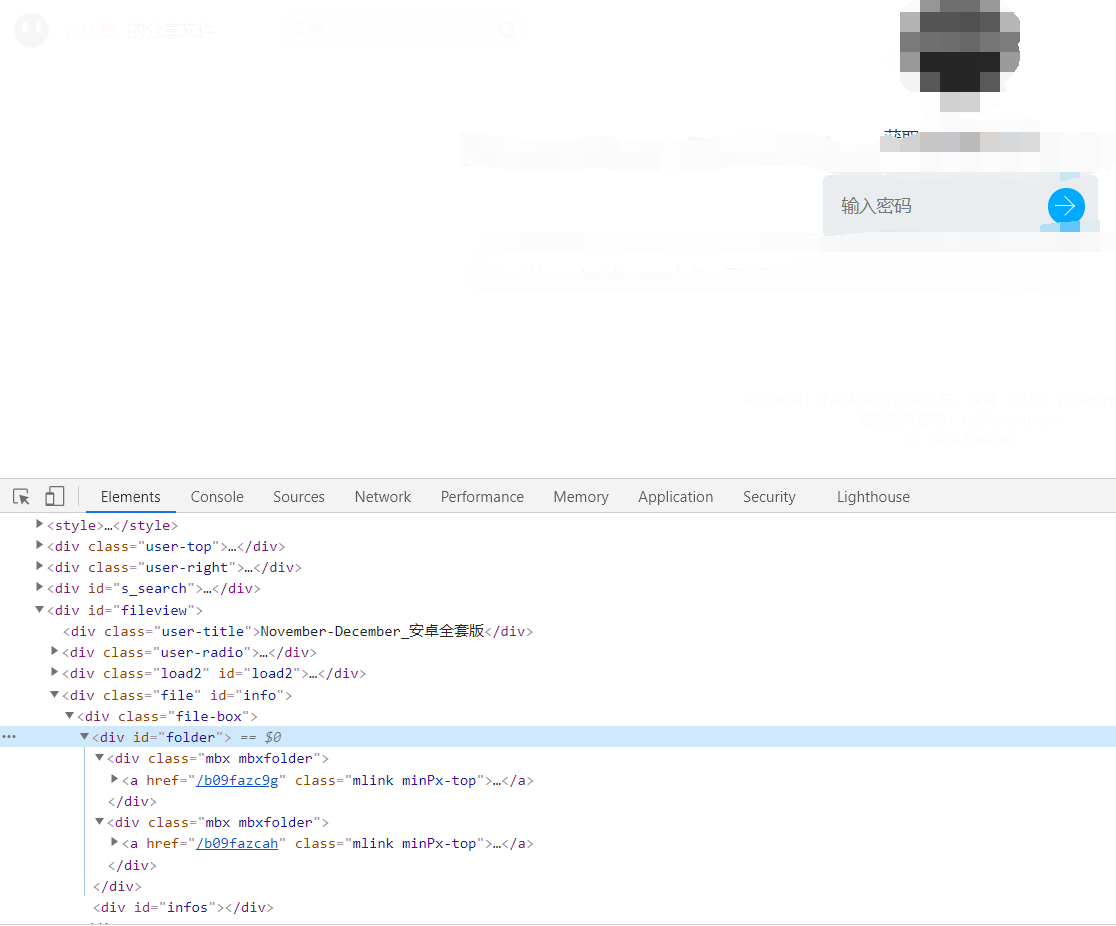 的分享文件
输入密码
Elements Console Sources Network Performance Memory Application Security Lighthouse
<style>…</style>
<div class="user-top">…</div>
<div class="user-right">…</div>
<div id="s_search">…</div>
<div id="fileview">
<div class="user-title">November-December_安卓全套版</div>
<div class="user-radio">…</div>
<div class="load2" id="load2">…</div>
<div class="file" id="info">
<div class="file-box">
<div id="folder"> == $0
<div class="mbx mbxfolder">
<a href="/b09fazc9g" class="mlink minPx-top">…</a>
</div>
<div class="mbx mbxfolder">
<a href="/b09fazcah" class="mlink minPx-top">…</a>
</div>
</div>
<div id="infos"></div>